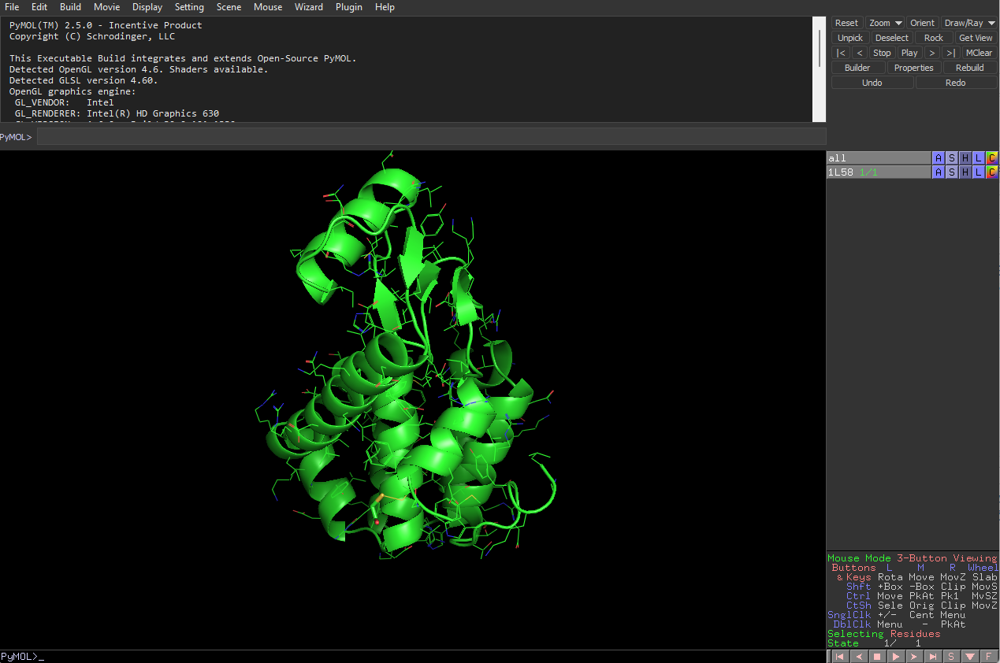 File Edit Build Movie Display Setting Scene Mouse Wizard Plugin Help
PyMOL(TM) 2.5.0 - Incentive Product
Copyright (C) Schrodinger, LLC
This Executable Build integrates and extends Open-Source PyMOL.
Detected OpenGL version 4.6. Shaders available.
Detected GLSL version 4.60.
OpenGL graphics engine:
GL_VENDOR: Intel
GL_RENDERER: Intel(R) HD Graphics 630
PyMOL>
Reset Zoom Orient Draw/Ray
Unpick Deselect Rock Get View
|< < Stop Play > >| MClear
Builder Properties Rebuild
Undo Redo
all A S H L C
1L58 1/1 A S H L C
Mouse Mode 3-Button Viewing
Buttons L M R Wheel
& Keys Rota Move MovZ Slab
Shft +Box -Box Clip MovS
Ctrl Move PkAt Pk1 MvSZ
CtSh Sele Orig Clip MovZ
SnglClk +/- Cent Menu
DblClk Menu - PkAt
Selecting Residues
State 1/ 1
PyMOL>_
S F